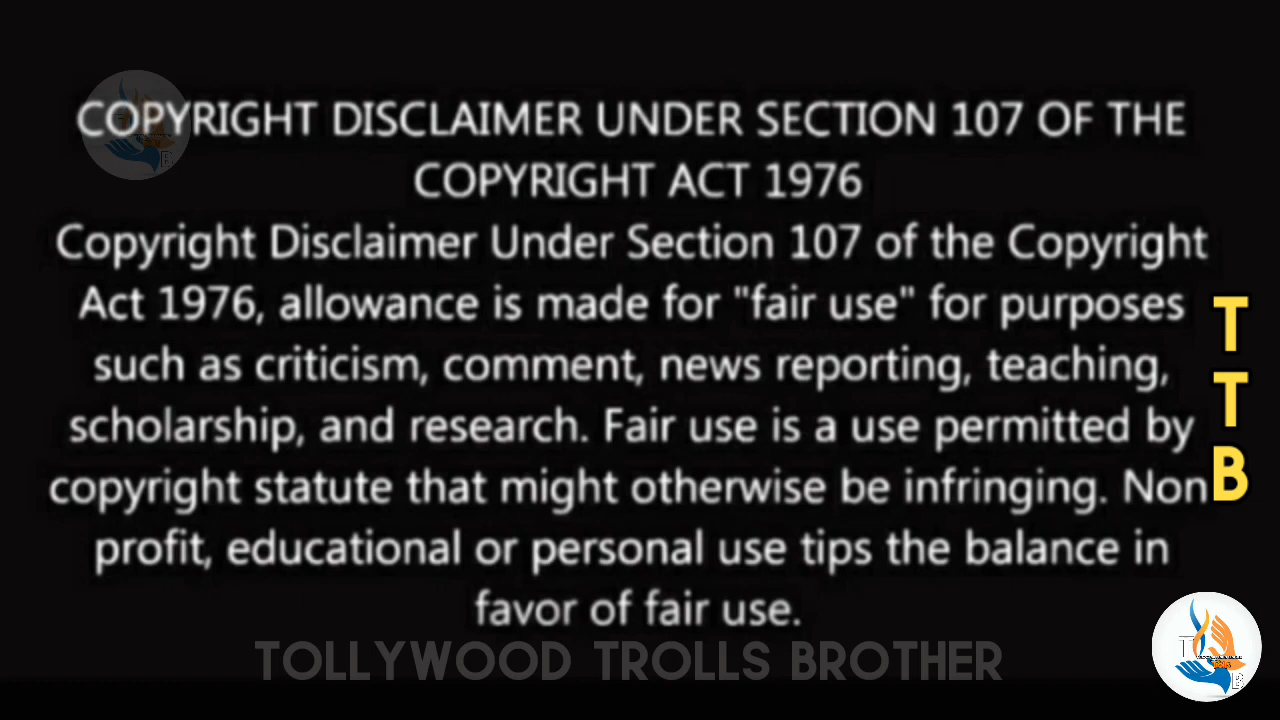 COPYRIGHT DISCLAIMER UNDER SECTION 107 OF THE
COPYRIGHT ACT 1976
Copyright Disclaimer Under Section 107 of the Copyright
Act 1976, allowance is made for "fair use" for purposes
such as criticism, comment, news reporting, teaching,
scholarship, and research. Fair use is a use permitted by
copyright statute that might otherwise be infringing. Non
profit, educational or personal use tips the balance in
favor of fair use.
T
T
B
TOLLYWOOD TROLLS BROTHER
T
B